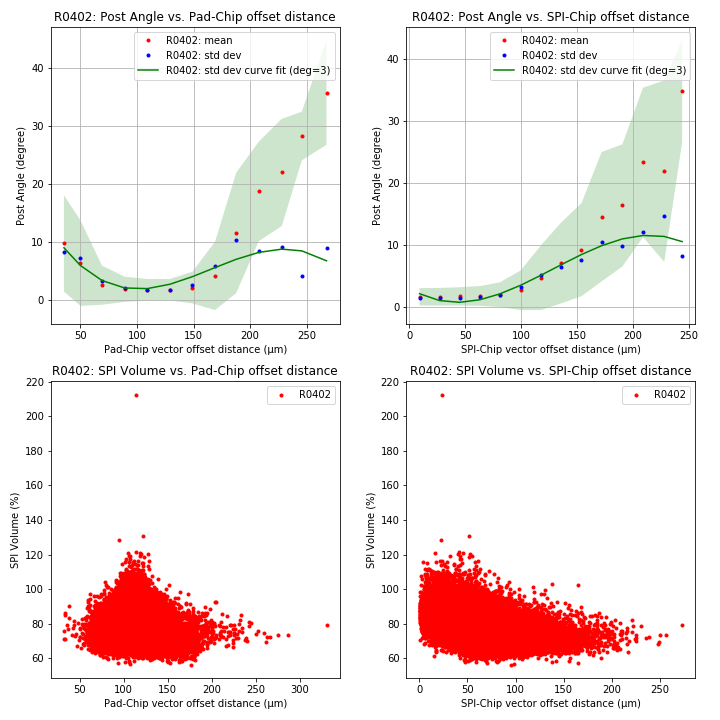 R0402: Post Angle vs. Pad-Chip offset distance
R0402: mean
R0402: std dev
R0402: std dev curve fit (deg=3)
40
30
20
10
0
Post Angle (degree)
50
100
150
200
250
Pad-Chip vector offset distance (μm)
R0402: Post Angle vs. SPI-Chip offset distance
R0402: mean
R0402: std dev
R0402: std dev curve fit (deg=3)
40
30
20
10
0
Post Angle (degree)
0
50
100
150
200
250
SPI-Chip vector offset distance (μm)
R0402: SPI Volume vs. Pad-Chip offset distance
R0402
220
200
180
160
140
120
100
80
60
SPI Volume (%)
50
100
150
200
250
300
Pad-Chip vector offset distance (μm)
R0402: SPI Volume vs. SPI-Chip offset distance
R0402
200
180
160
140
120
100
80
60
SPI Volume (%)
0
50
100
150
200
250
SPI-Chip vector offset distance (μm)